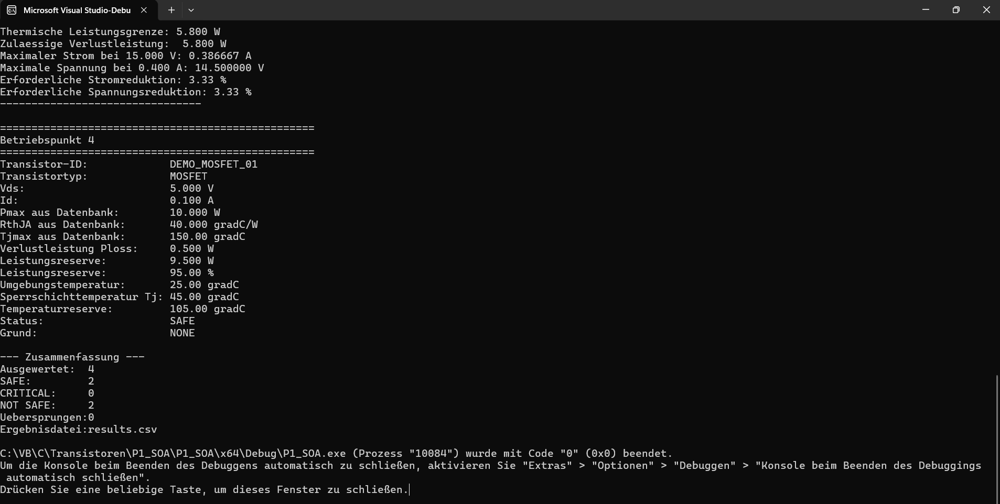 Microsoft Visual Studio-Debu
Thermische Leistungsgrenze: 5.800 W
Zulaessige Verlustleistung:  5.800 W
Maximaler Strom bei 15.000 V: 0.386667 A
Maximale Spannung bei 0.400 A: 14.500000 V
Erforderliche Stromreduktion: 3.33 %
Erforderliche Spannungsreduktion: 3.33 %
--------------------------------
==================================================
Betriebspunkt 4
==================================================
Transistor-ID:             DEMO_MOSFET_01
Transistortyp:             MOSFET
Vds:                       5.000 V
Id:                        0.100 A
Pmax aus Datenbank:        10.000 W
RthJA aus Datenbank:       40.000 gradC/W
Tjmax aus Datenbank:       150.00 gradC
Verlustleistung Ploss:     0.500 W
Leistungsreserve:          9.500 W
Leistungsreserve:          95.00 %
Umgebungstemperatur:       25.00 gradC
Sperrschichttemperatur Tj: 45.00 gradC
Temperaturreserve:         105.00 gradC
Status:                    SAFE
Grund:                     NONE
--- Zusammenfassung ---
Ausgewertet:  4
SAFE:         2
CRITICAL:     0
NOT SAFE:     2
Uebersprungen:0
Ergebnisdatei:results.csv
C:\VB\C\Transistoren\P1_SOA\P1_SOA\x64\Debug\P1_SOA.exe (Prozess "10084") wurde mit Code "0" (0x0) beendet.
Um die Konsole beim Beenden des Debuggens automatisch zu schließen, aktivieren Sie "Extras" > "Optionen" > "Debuggen" > "Konsole beim Beenden des Debuggings
 automatisch schließen".
Drücken Sie eine beliebige Taste, um dieses Fenster zu schließen.